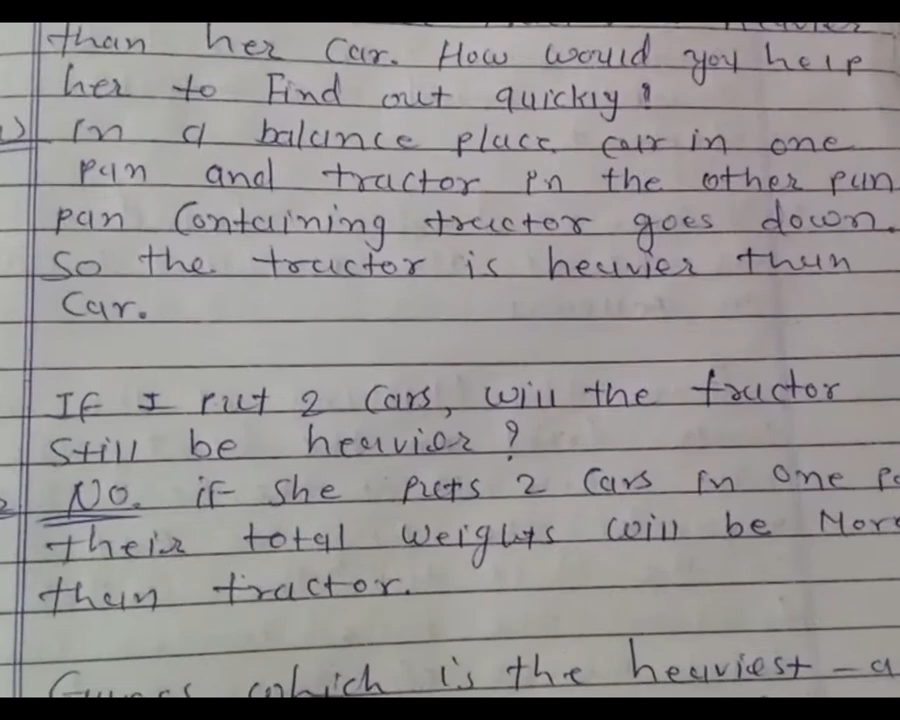 than her car. How would you help
her to Find out quickly?
In a balance place car in one
pan and tractor in the other pan
pan Containing tractor goes down.
So the tractor is heavier than
Car.
If I put 2 Cars, will the tractor
Still be heavier?
No. if She puts 2 Cars in One
their total weights will be More
than tractor.
which is the heaviest - a